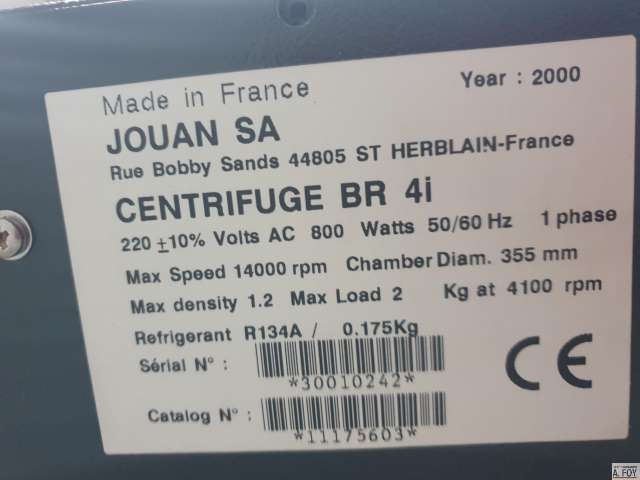 Made in France Year : 2000
JOUAN SA
Rue Bobby Sands 44805 ST HERBLAIN-France
CENTRIFUGE BR 4i
220 ±10% Volts AC 800 Watts 50/60 Hz 1 phase
Max Speed 14000 rpm Chamber Diam. 355 mm
Max density 1.2 Max Load 2 Kg at 4100 rpm
Refrigerant R134A / 0.175Kg
Sérial N° :
*30010242*
CE
Catalog N° :
*11175603*
A. FOY